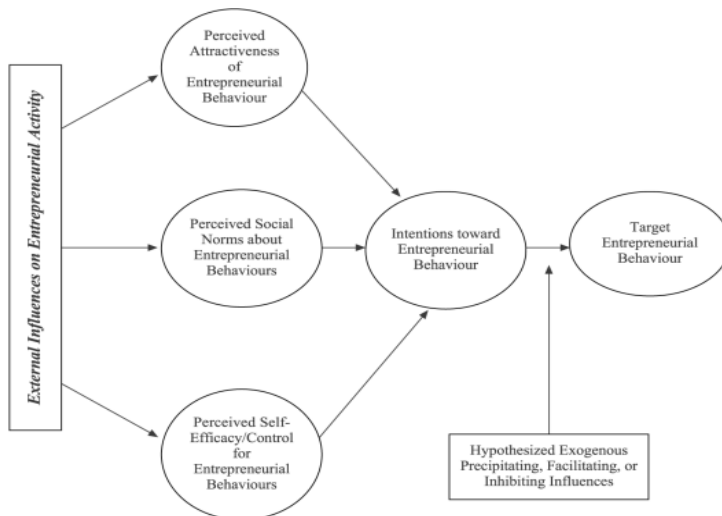 External Influences on Entrepreneurial Activity
Perceived
Attractiveness
of
Entrepreneurial
Behaviour
Perceived Social
Norms about
Entrepreneurial
Behaviours
Perceived Self-
Efficacy/Control
for
Entrepreneurial
Behaviours
Intentions toward
Entrepreneurial
Behaviour
Target
Entrepreneurial
Behaviour
Hypothesized Exogenous
Precipitating, Facilitating, or
Inhibiting Influences